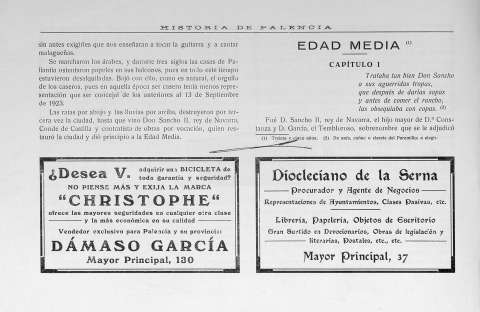 HISTORIA DE PALENCIA
sin antes exigirles que nos enseñaran a tocar la guitarra y a cantar
malagueñas.
Se marcharon los árabes, y durante tres siglos las casas de Pa-
llantia ostentaron papeles en los balcones, pues en todo este tiempo
estuvieron desalquiladas. Bajó con ello, como es natural, el orgullo
de los caseros, pues en aquella época ser casero tenía menos repre-
sentación que ser concejal de los anteriores al 13 de Septiembre
de 1923.
Las ratas por abajo y las lluvias por arriba, destruyeron por ter-
cera vez la ciudad, hasta que vino Don Sancho II, rey de Navarra,
Conde de Castilla y contratista de obras por vocación, quien res-
tauró la ciudad y dió principio a la Edad Media.
¿Desea V. adquirir una BICICLETA de
toda garantía y seguridad?
NO PIENSE MÁS Y EXIJA LA MARCA
"CHRISTOPHE"
ofrece las mayores seguridades en cualquier otra clase
y la más económica en su calidad
Vendedor exclusivo para Palencia y su provincia:
DÁMASO GARCÍA
Mayor Principal, 130
EDAD MEDIA (1)
CAPÍTULO I
Trataba tan bien Don Sancho
a sus aguerridas tropas,
que después de darlas sopas
y antes de comer el rancho,
las obsequiaba con copas. (2)
Fué D. Sancho II, rey de Navarra, el hijo mayor de D.ª Cons-
tanza y D. García, el Tembloroso, sobrenombre que se le adjudicó
(1) Treinta y cinco años. (2) De
Diocleciano de la Serna
Procurador y Agente de Negocios
Representaciones de Ayuntamientos, Clases Pasivas, etc.
Librería, Papelería, Objetos de Escritorio
Gran Surtido en Devocionarios, Obras de legislación y
literarias, Postales, etc., etc.
Mayor Principal, 37